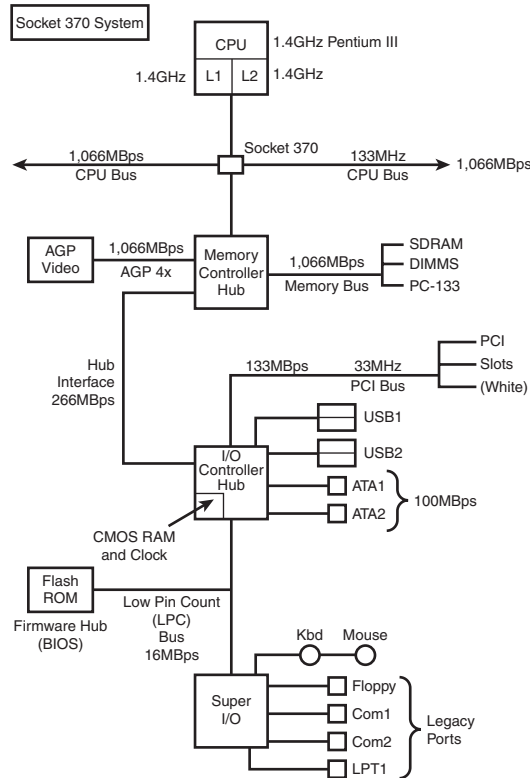 Socket 370 System
CPU
1.4GHz Pentium III
1.4GHz
L1
L2
1.4GHz
Socket 370
1,066MBps
CPU Bus
133MHz
CPU Bus
1,066MBps
AGP
Video
1,066MBps
AGP 4x
Memory
Controller
Hub
1,066MBps
Memory Bus
SDRAM
DIMMS
PC-133
Hub
Interface
266MBps
133MBps
33MHz
PCI Bus
PCI
Slots
(White)
USB1
USB2
I/O
Controller
Hub
ATA1
ATA2
100MBps
CMOS RAM
and Clock
Flash
ROM
Firmware Hub
(BIOS)
Low Pin Count
(LPC)
Bus
16MBps
Kbd
Mouse
Super
I/O
Floppy
Com1
Com2
LPT1
Legacy
Ports